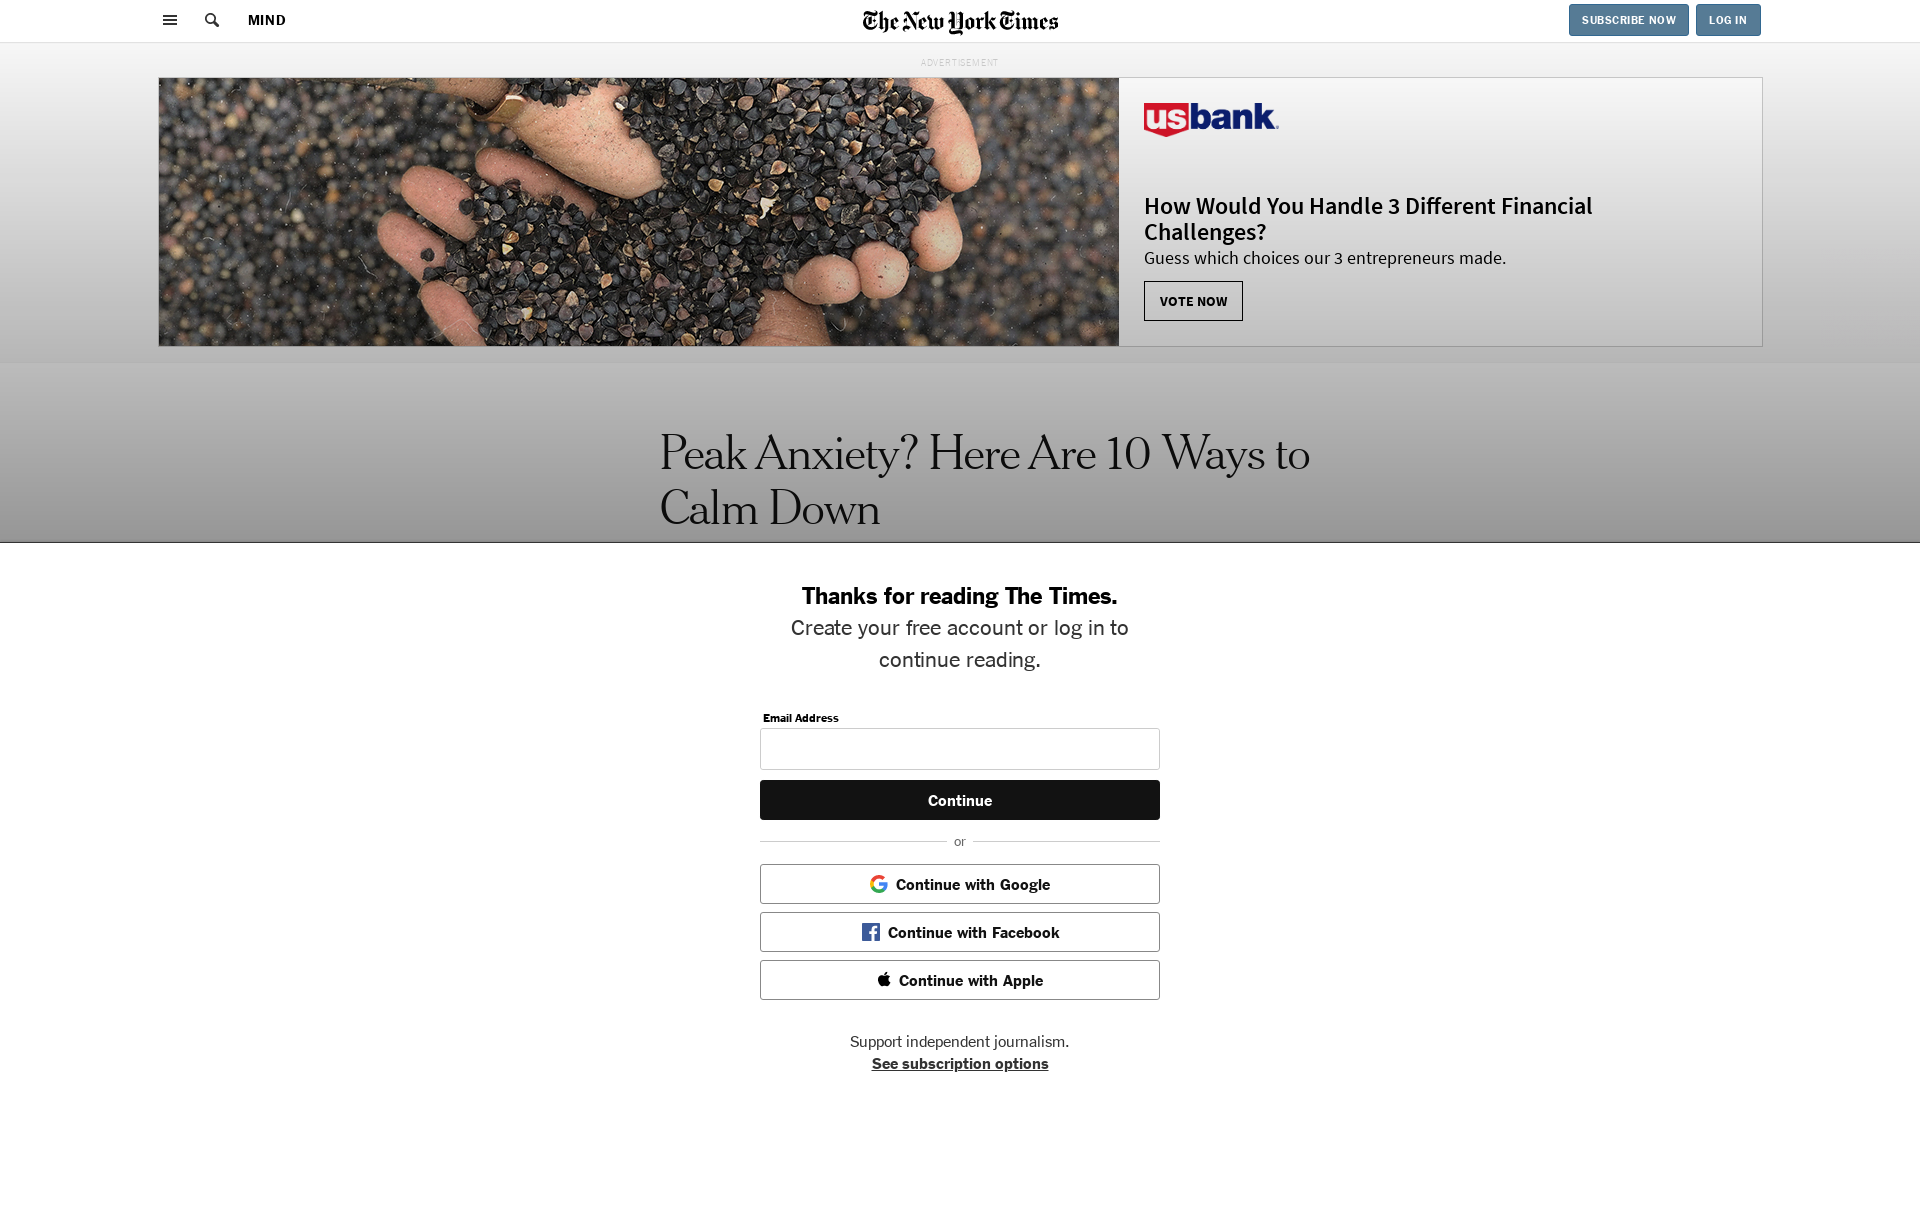 MIND
The New York Times
SUBSCRIBE NOW
LOG IN
ADVERTISEMENT
usbank
How Would You Handle 3 Different Financial
Challenges?
Guess which choices our 3 entrepreneurs made.
VOTE NOW
Peak Anxiety? Here Are 10 Ways to
Calm Down
Thanks for reading The Times.
Create your free account or log in to
continue reading.
Email Address
Continue
or
Continue with Google
Continue with Facebook
Continue with Apple
Support independent journalism.
See subscription options